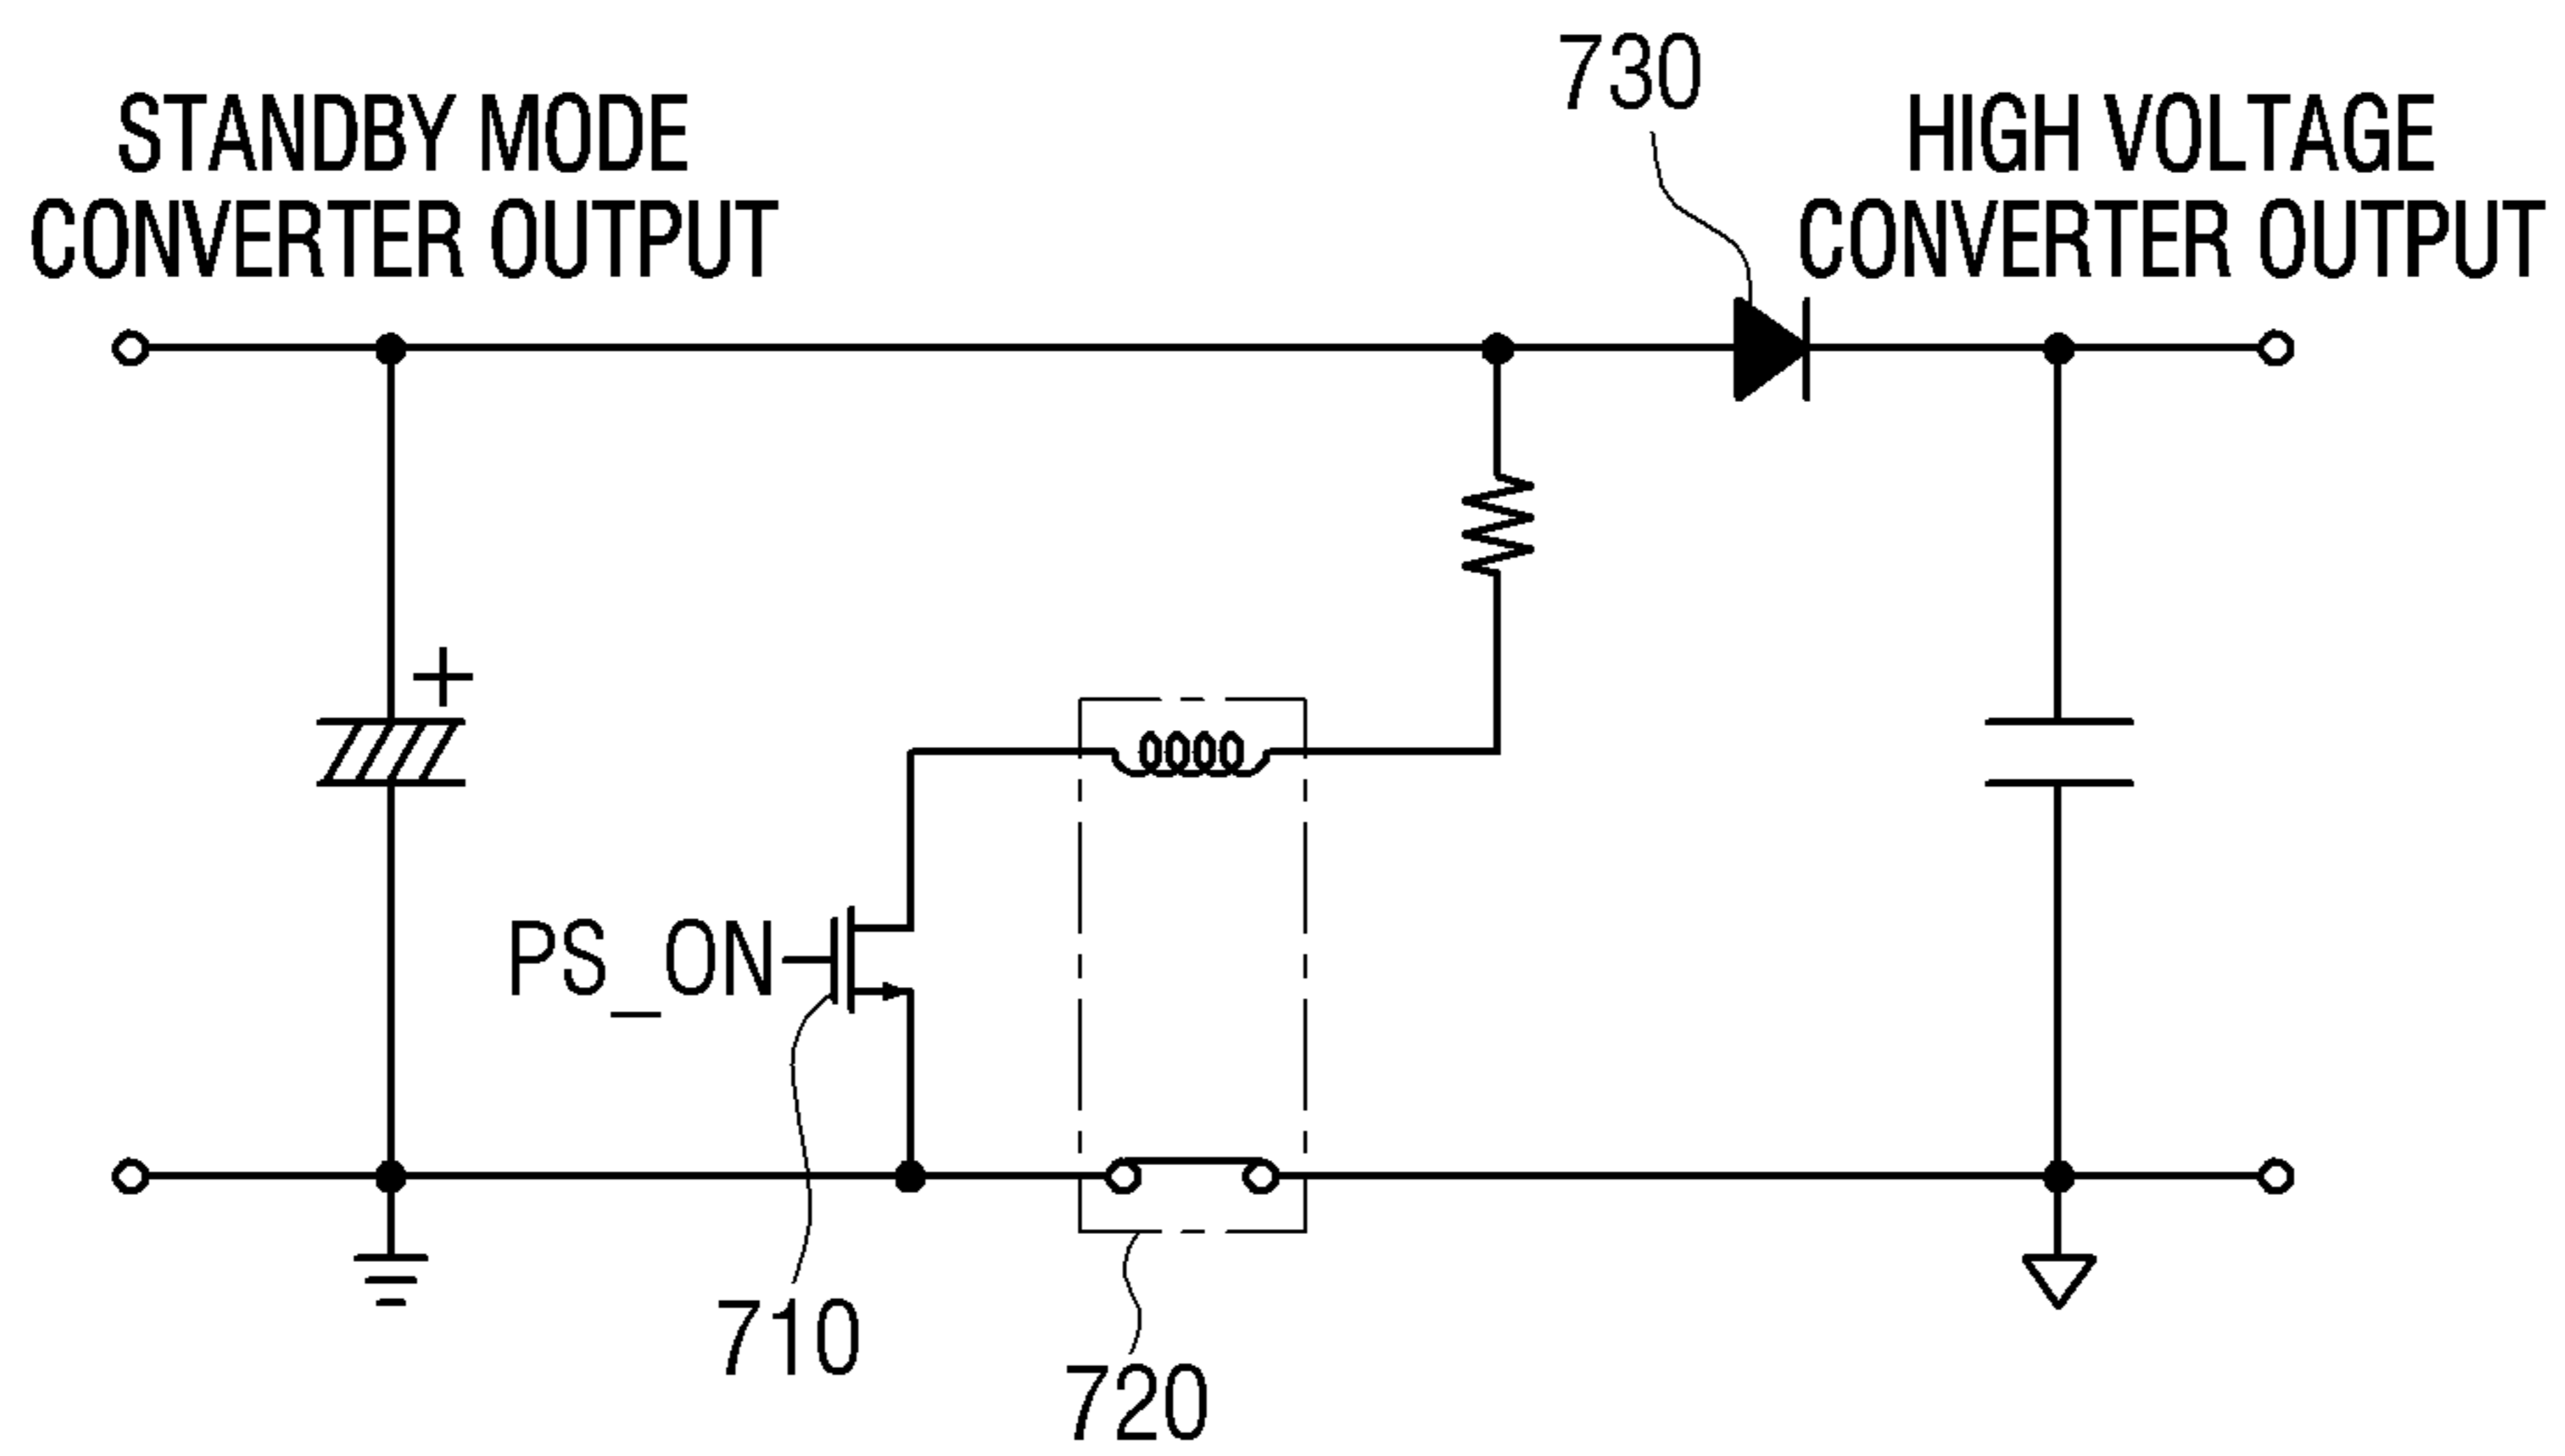 730
STANDBY MODE
CONVERTER OUTPUT
HIGH VOLTAGE
CONVERTER OUTPUT
+
PS_ON
710
720